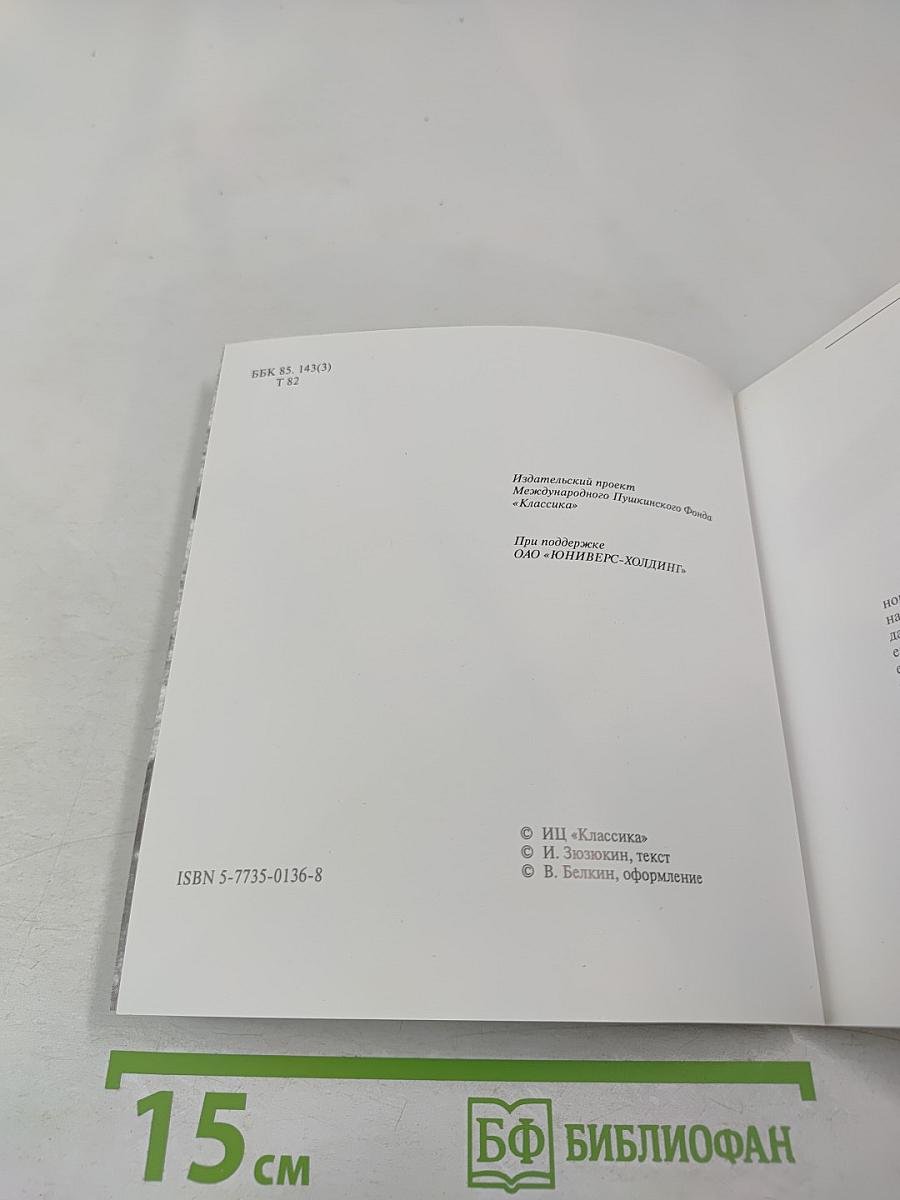 ББК 85. 143(3)
Т 82
Издательский проект
Международного Пушкинского Фонда
«Классика»
При поддержке
ОАО «ЮНИВЕРС-ХОЛДИНГ»
© ИЦ «Классика»
© И. Зюзюкин, текст
© В. Белкин, оформление
ISBN 5-7735-0136-8
15 см
БФ БИБЛИОФАН